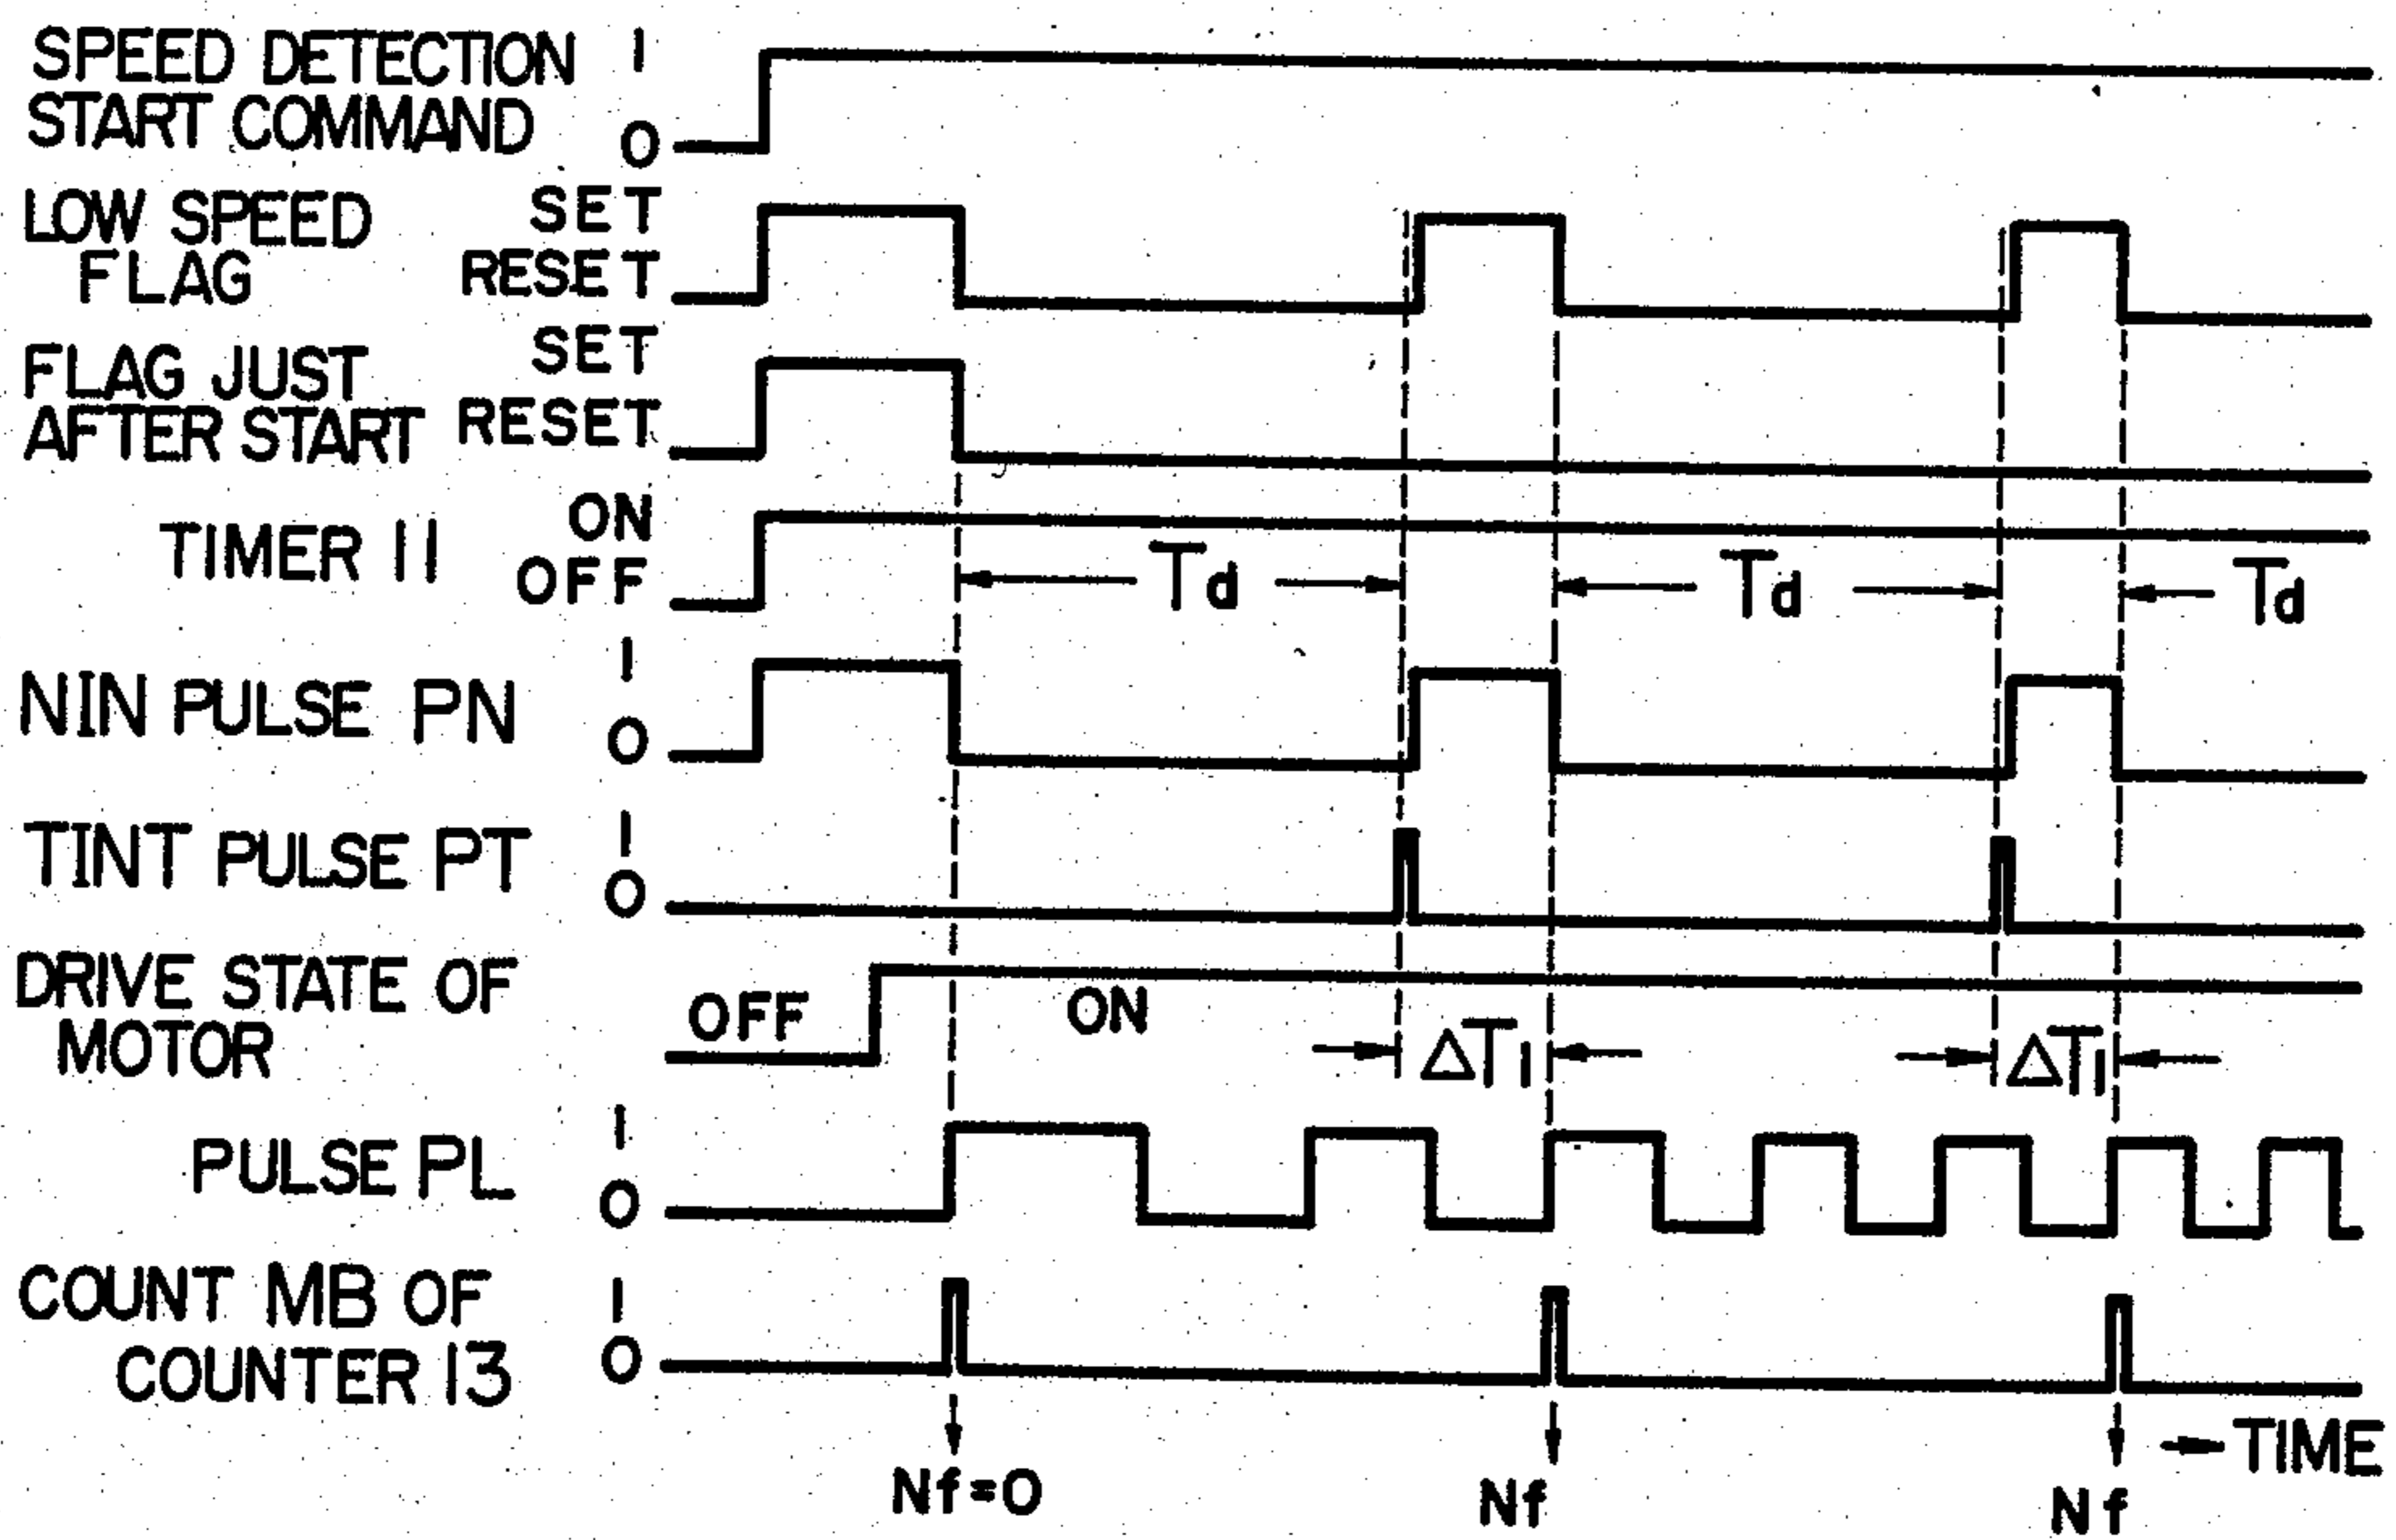 SPEED DETECTION 1
START COMMAND 0
LOW SPEED SET
FLAG RESET
FLAG JUST SET
AFTER START RESET
TIMER 11 ON
OFF
Td Td Td
NIN PULSE PN 1
0
TINT PULSE PT 1
0
DRIVE STATE OF
MOTOR OFF ON
ΔT1 ΔT1
PULSE PL 1
0
COUNT MB OF 1
COUNTER 13 0
TIME
Nf=0 Nf Nf